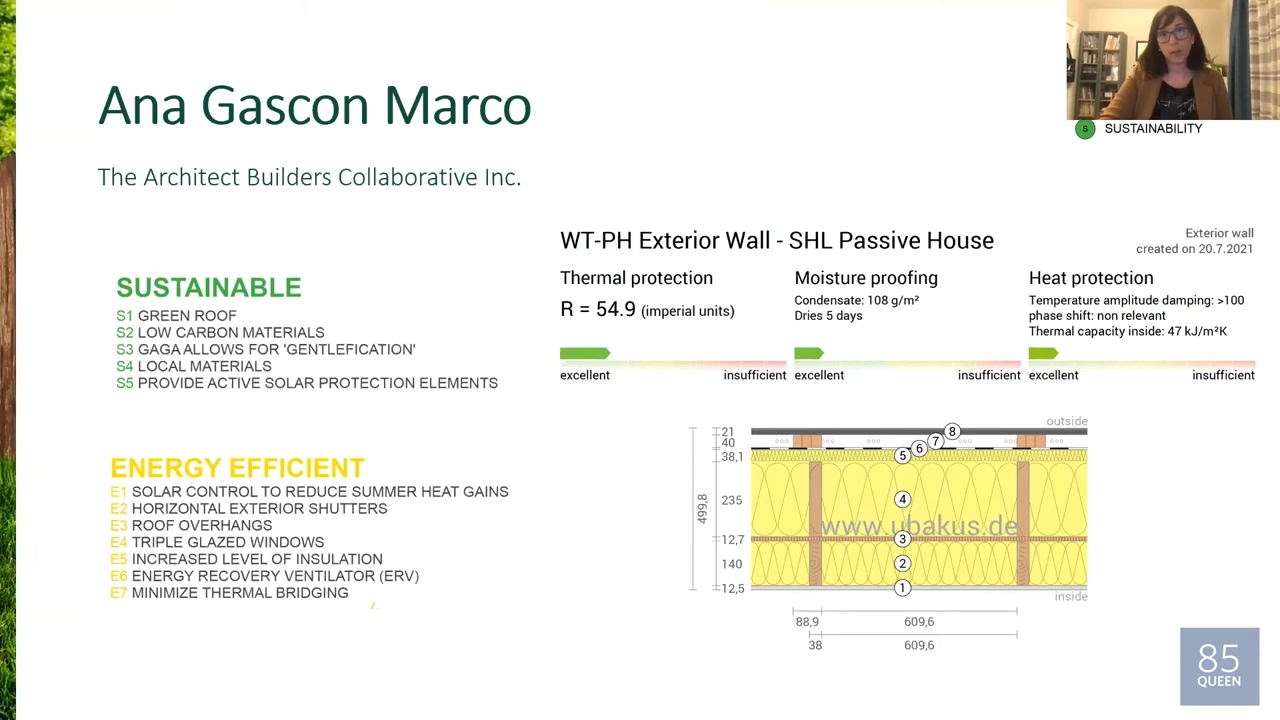 Ana Gascon Marco
The Architect Builders Collaborative Inc.
S SUSTAINABILITY
SUSTAINABLE
S1 GREEN ROOF
S2 LOW CARBON MATERIALS
S3 GAGA ALLOWS FOR 'GENTLEFICATION'
S4 LOCAL MATERIALS
S5 PROVIDE ACTIVE SOLAR PROTECTION ELEMENTS
ENERGY EFFICIENT
E1 SOLAR CONTROL TO REDUCE SUMMER HEAT GAINS
E2 HORIZONTAL EXTERIOR SHUTTERS
E3 ROOF OVERHANGS
E4 TRIPLE GLAZED WINDOWS
E5 INCREASED LEVEL OF INSULATION
E6 ENERGY RECOVERY VENTILATOR (ERV)
E7 MINIMIZE THERMAL BRIDGING
WT-PH Exterior Wall - SHL Passive House
Exterior wall
created on 20.7.2021
Thermal protection
R = 54.9 (imperial units)
excellent insufficient
Moisture proofing
Condensate: 108 g/m²
Dries 5 days
excellent insufficient
Heat protection
Temperature amplitude damping: >100
phase shift: non relevant
Thermal capacity inside: 47 kJ/m²K
excellent insufficient
outside
21
40
38,1
235
12,7
140
12,5
499,8
8
7
6
5
4
www.ubakus.de
3
2
1
inside
88,9 609,6
38 609,6
85
QUEEN